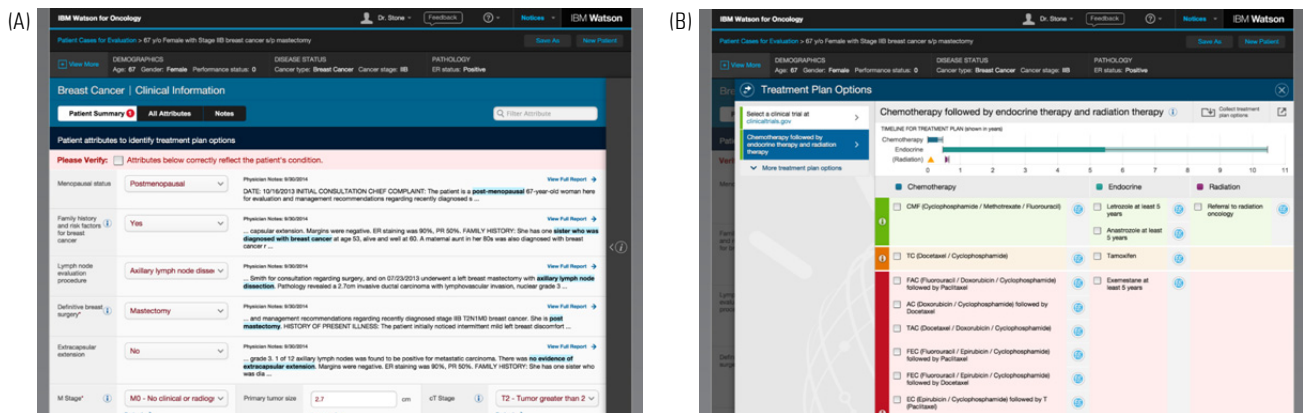 (A)
IBM Watson for Oncology
Dr. Stone
Feedback
Notices
IBM Watson
Patient Cases for Evaluation > 67 y/o Female with Stage IIB breast cancer s/p mastectomy
Save As
New Patient
View More
DEMOGRAPHICS
Age: 67 Gender: Female Performance status: 0
DISEASE STATUS
Cancer type: Breast Cancer Cancer stage: IIB
PATHOLOGY
ER status: Positive
Breast Cancer | Clinical Information
Patient Summary 1
All Attributes
Notes
Filter Attribute
Patient attributes to identify treatment plan options
Please Verify: Attributes below correctly reflect the patient's condition.
Menopausal status
Postmenopausal
Physician Notes: 9/30/2014
View Full Report
DATE: 10/16/2013 INITIAL CONSULTATION CHIEF COMPLAINT: The patient is a post-menopausal 67-year-old woman here
for evaluation and management recommendations regarding recently diagnosed a ...
Family history
and risk factors
for breast
cancer
Yes
Physician Notes: 9/30/2014
View Full Report
... capsular extension. Margins were negative. ER staining was 90%, PR 50%. FAMILY HISTORY: She has one sister who was
diagnosed with breast cancer at age 53, alive and well at 60. A maternal aunt in her 80s was also diagnosed with breast
cancer r ...
Lymph node
evaluation
procedure
Axillary lymph node disse
Physician Notes: 9/30/2014
View Full Report
... Smith for consultation regarding surgery, and on 07/23/2013 underwent a left breast mastectomy with axillary lymph node
dissection. Pathology revealed a 2.7cm invasive ductal carcinoma with lymphovascular invasion, nuclear grade 3 ...
Definitive breast
surgery*
Mastectomy
Physician Notes: 9/30/2014
View Full Report
... and management recommendations regarding recently diagnosed stage IIB T2N1M0 breast cancer. She is post
mastectomy. HISTORY OF PRESENT ILLNESS: The patient initially noticed intermittent mild left breast discomfort ...
Extracapsular
extension
No
Physician Notes: 9/30/2014
View Full Report
... grade 3. 1 of 12 axillary lymph nodes was found to be positive for metastatic carcinoma. There was no evidence of
extracapsular extension. Margins were negative. ER staining was 90%, PR 50%. FAMILY HISTORY: She has one sister who
was dia ...
M Stage*
M0 - No clinical or radiogr
Primary tumor size
2.7
cm
cT Stage
T2 - Tumor greater than 2
(B)
IBM Watson for Oncology
Dr. Stone
Feedback
Notices
IBM Watson
Patient Cases for Evaluation > 67 y/o Female with Stage IIB breast cancer s/p mastectomy
Save As
New Patient
View More
DEMOGRAPHICS
Age: 67 Gender: Female Performance status: 0
DISEASE STATUS
Cancer type: Breast Cancer Cancer stage: IIB
PATHOLOGY
ER status: Positive
Treatment Plan Options
Select a clinical trial at
clinicaltrials.gov
Chemotherapy followed by
endocrine therapy and radiation
therapy
More treatment plan options
Chemotherapy followed by endocrine therapy and radiation therapy
Collect treatment
plan options
TIMELINE FOR TREATMENT PLAN (shown in years)
Chemotherapy
Endocrine
(Radiation)
0 1 2 3 4 5 6 7 8 9 10 11
Chemotherapy
Endocrine
Radiation
CMF (Cyclophosphamide / Methotrexate / Fluorouracil)
Letrozole at least 5
years
Referral to radiation
oncology
Anastrozole at least
5 years
TC (Docetaxel / Cyclophosphamide)
Tamoxifen
FAC (Fluorouracil / Doxorubicin / Cyclophosphamide)
followed by Paclitaxel
Exemestane at
least 5 years
AC (Doxorubicin / Cyclophosphamide) followed by
Docetaxel
TAC (Docetaxel / Doxorubicin / Cyclophosphamide)
FEC (Fluorouracil / Epirubicin / Cyclophosphamide)
followed by Paclitaxel
FEC (Fluorouracil / Epirubicin / Cyclophosphamide)
followed by Docetaxel
EC (Epirubicin / Cyclophosphamide) followed by T
(Paclitaxel)